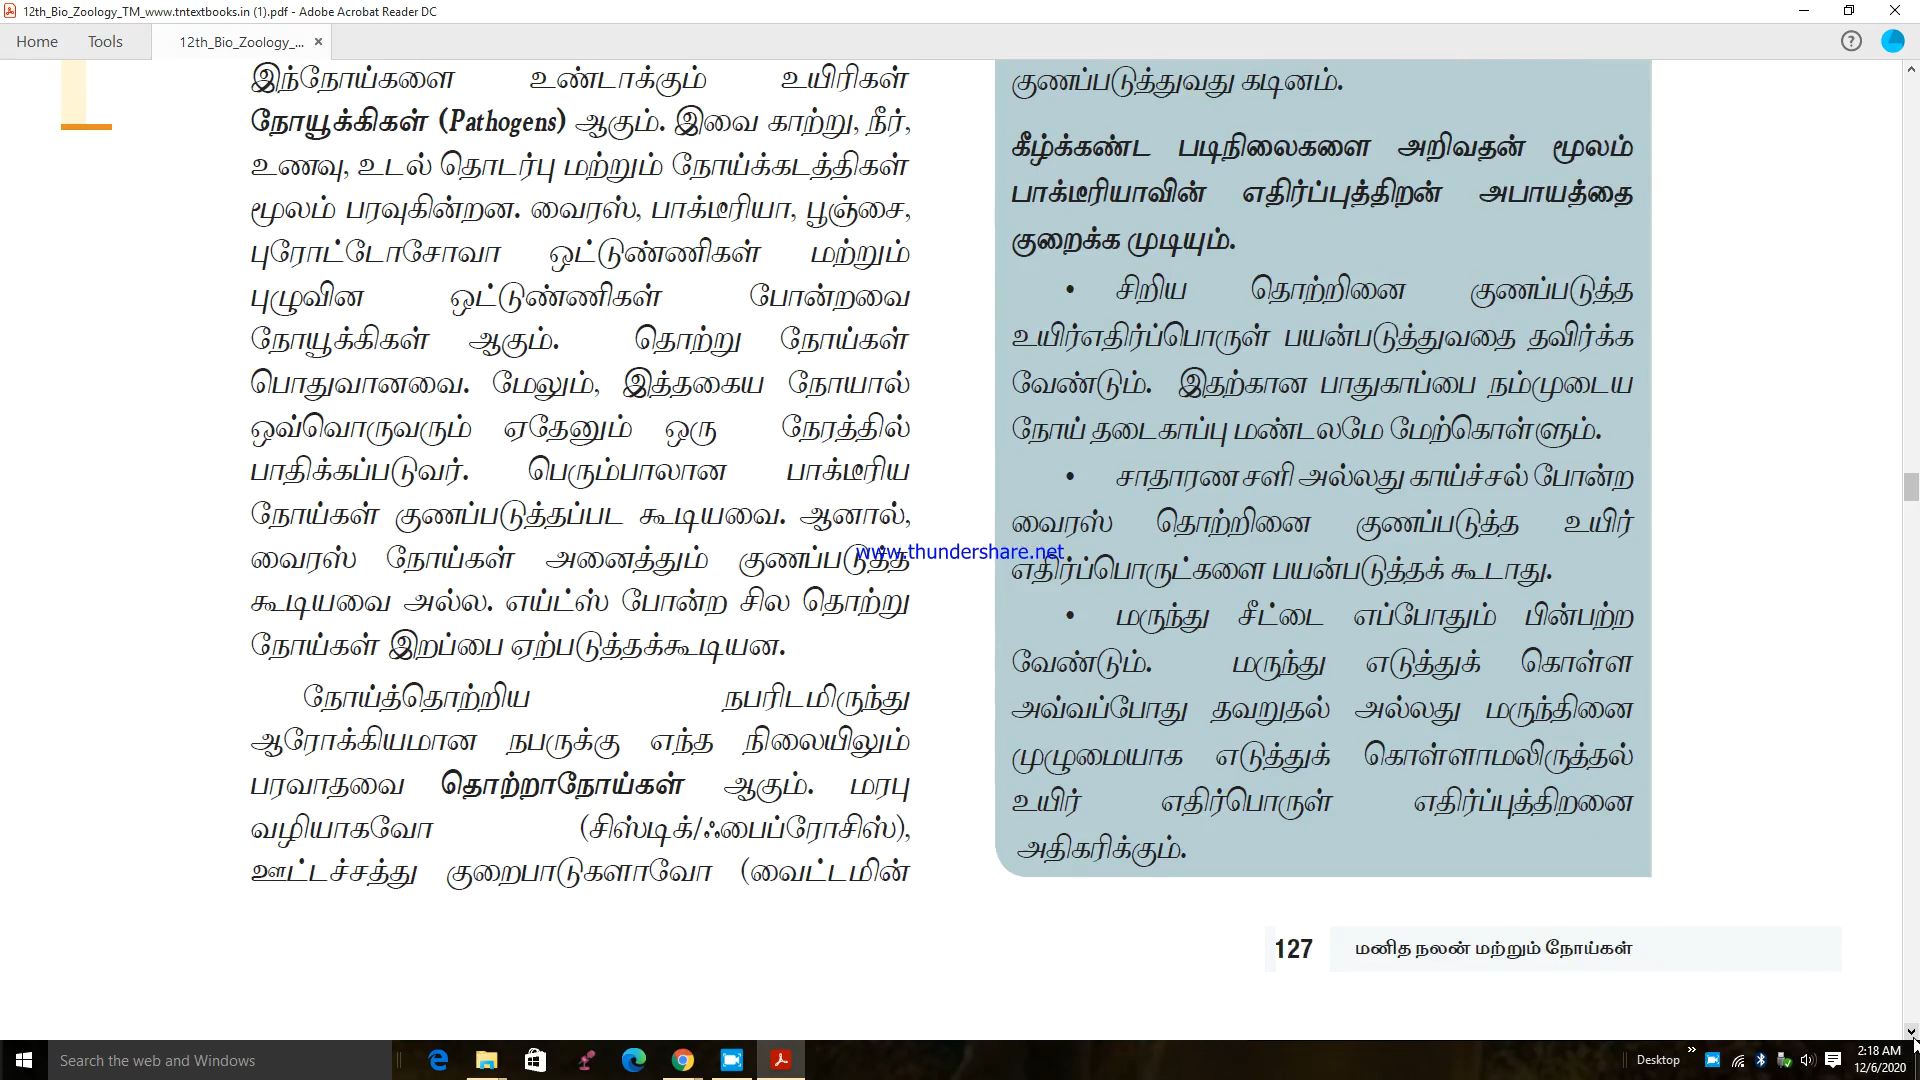 12th_Bio_Zoology_TM_www.tntextbooks.in (1).pdf - Adobe Acrobat Reader DC
Home
Tools
12th_Bio_Zoology_...
இந்நோய்களை உண்டாக்கும் உயிரிகள்
நோயூக்கிகள் (Pathogens) ஆகும். இவை காற்று, நீர்,
உணவு, உடல் தொடர்பு மற்றும் நோய்க்கடத்திகள்
மூலம் பரவுகின்றன. வைரஸ், பாக்டீரியா, பூஞ்சை,
புரோட்டோசோவா ஒட்டுண்ணிகள் மற்றும்
புழுவின ஒட்டுண்ணிகள் போன்றவை
நோயூக்கிகள் ஆகும். தொற்று நோய்கள்
பொதுவானவை. மேலும், இத்தகைய நோயால்
ஒவ்வொருவரும் ஏதேனும் ஒரு நேரத்தில்
பாதிக்கப்படுவர். பெரும்பாலான பாக்டீரிய
நோய்கள் குணப்படுத்தப்பட கூடியவை. ஆனால்,
வைரஸ் நோய்கள் அனைத்தும் குணப்படுத்த
கூடியவை அல்ல. எய்ட்ஸ் போன்ற சில தொற்று
நோய்கள் இறப்பை ஏற்படுத்தக்கூடியன.
நோய்த்தொற்றிய நபரிடமிருந்து
ஆரோக்கியமான நபருக்கு எந்த நிலையிலும்
பரவாதவை தொற்றாநோய்கள் ஆகும். மரபு
வழியாகவோ (சிஸ்டிக்/ஃபைப்ரோசிஸ்),
ஊட்டச்சத்து குறைபாடுகளாவோ (வைட்டமின்
குணப்படுத்துவது கடினம்.
கீழ்க்கண்ட படிநிலைகளை அறிவதன் மூலம்
பாக்டீரியாவின் எதிர்ப்புத்திறன் அபாயத்தை
குறைக்க முடியும்.
• சிறிய தொற்றினை குணப்படுத்த
உயிர்எதிர்ப்பொருள் பயன்படுத்துவதை தவிர்க்க
வேண்டும். இதற்கான பாதுகாப்பை நம்முடைய
நோய் தடைகாப்பு மண்டலமே மேற்கொள்ளும்.
• சாதாரண சளி அல்லது காய்ச்சல் போன்ற
வைரஸ் தொற்றினை குணப்படுத்த உயிர்
எதிர்ப்பொருட்களை பயன்படுத்தக் கூடாது.
• மருந்து சீட்டை எப்போதும் பின்பற்ற
வேண்டும். மருந்து எடுத்துக் கொள்ள
அவ்வப்போது தவறுதல் அல்லது மருந்தினை
முழுமையாக எடுத்துக் கொள்ளாமலிருத்தல்
உயிர் எதிர்பொருள் எதிர்ப்புத்திறனை
அதிகரிக்கும்.
www.thundershare.net
127 மனித நலன் மற்றும் நோய்கள்
Search the web and Windows
Desktop
2:18 AM
12/6/2020